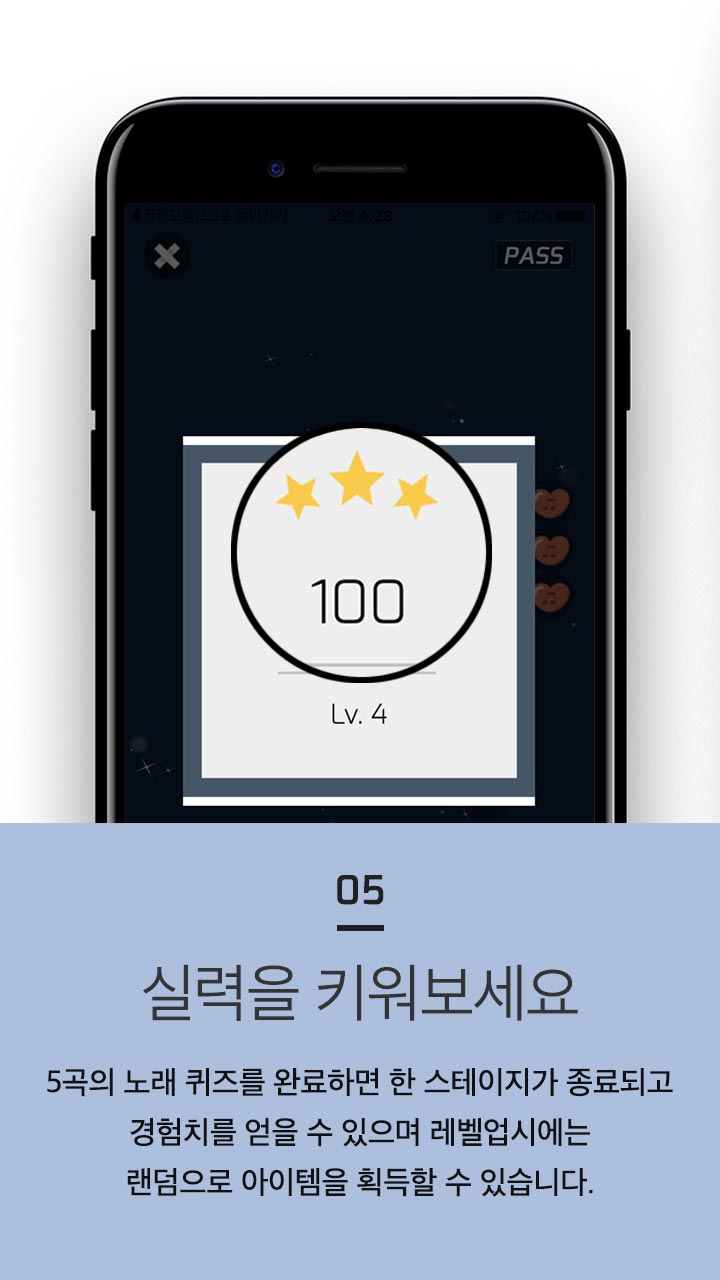 카카오톡(으)로 돌아가기 오전 4:23 100%
PASS
100
Lv. 4
05
실력을 키워보세요
5곡의 노래 퀴즈를 완료하면 한 스테이지가 종료되고
경험치를 얻을 수 있으며 레벨업시에는
랜덤으로 아이템을 획득할 수 있습니다.